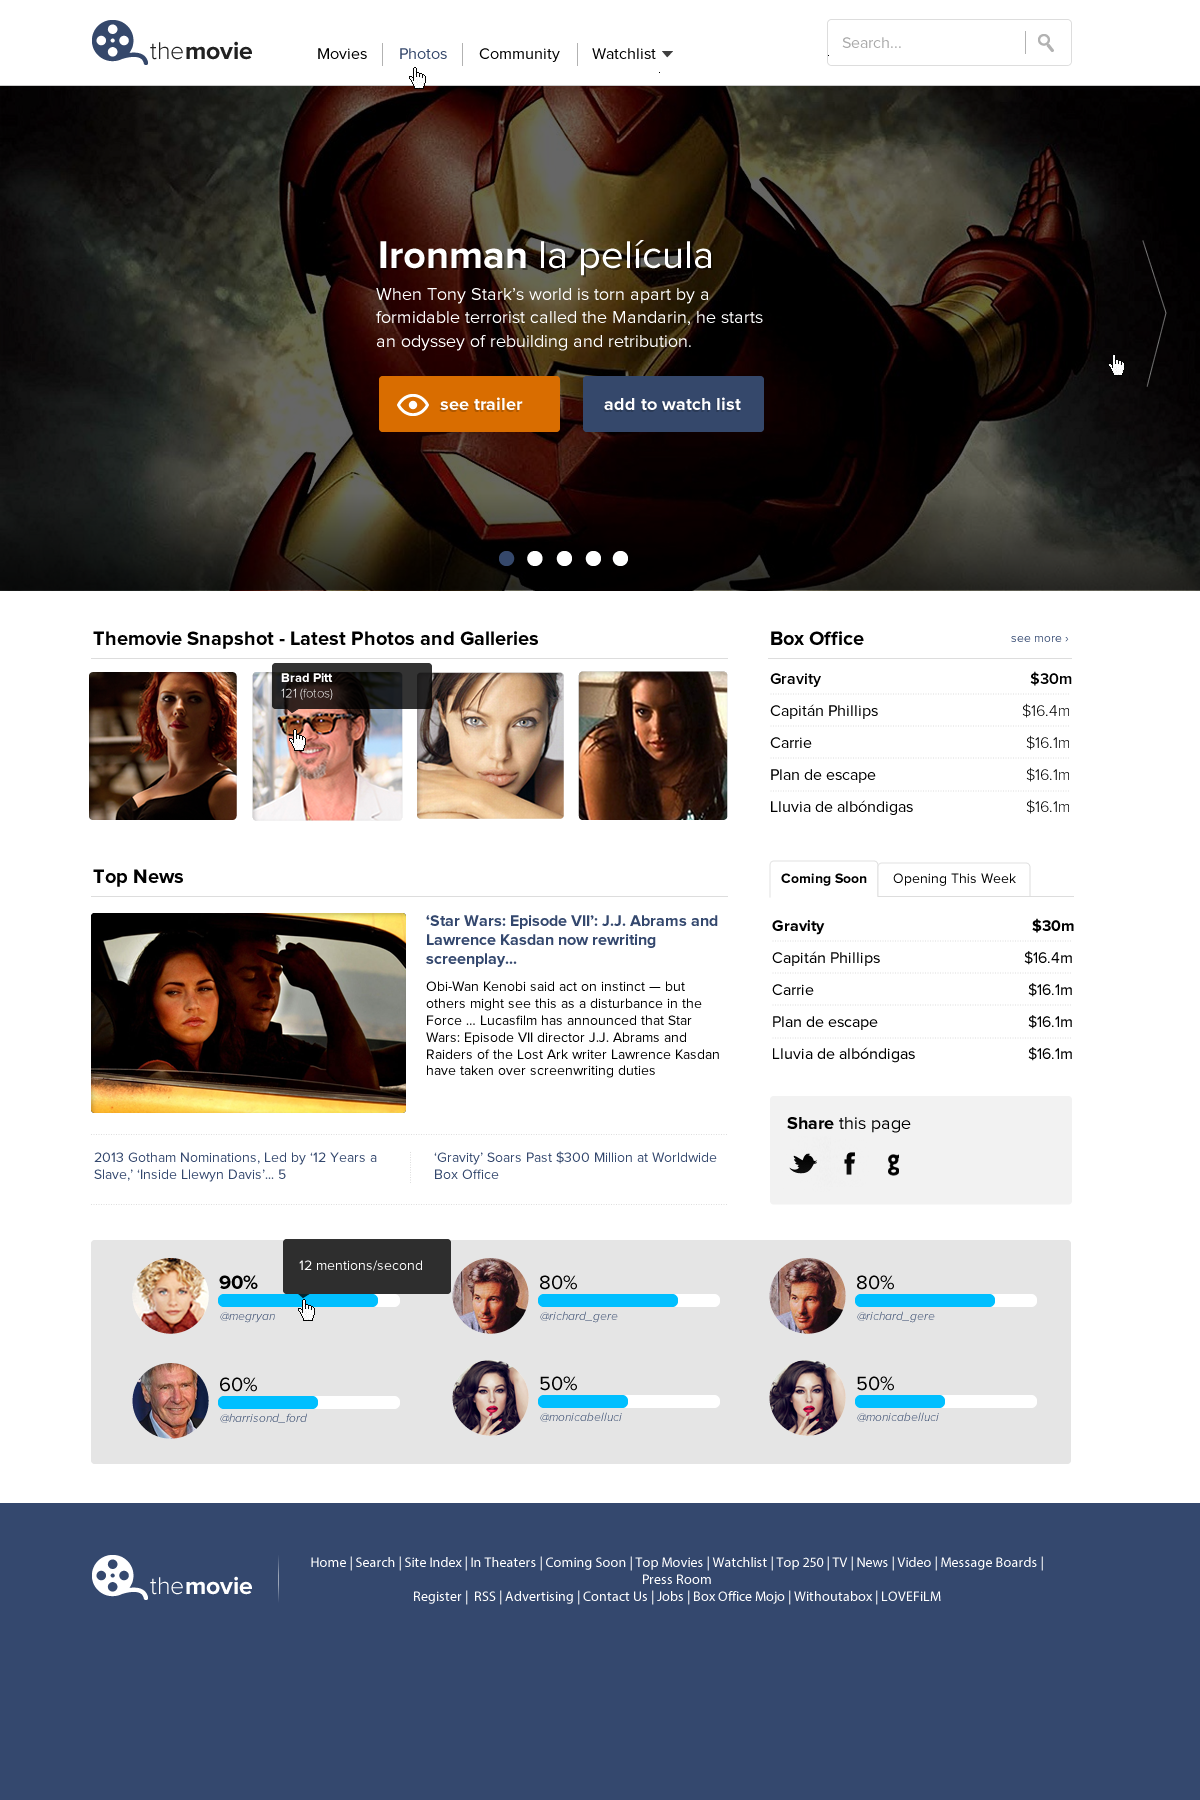 themovie
Movies
Photos
Community
Watchlist
Search...
Ironman la película
When Tony Stark's world is torn apart by a
formidable terrorist called the Mandarin, he starts
an odyssey of rebuilding and retribution.
see trailer
add to watch list
Themovie Snapshot - Latest Photos and Galleries
Brad Pitt
121 (fotos)
Box Office
see more ›
Gravity $30m
Capitán Phillips $16.4m
Carrie $16.1m
Plan de escape $16.1m
Lluvia de albóndigas $16.1m
Top News
‘Star Wars: Episode VII’: J.J. Abrams and
Lawrence Kasdan now rewriting
screenplay...
Obi-Wan Kenobi said act on instinct — but
others might see this as a disturbance in the
Force ... Lucasfilm has announced that Star
Wars: Episode VII director J.J. Abrams and
Raiders of the Lost Ark writer Lawrence Kasdan
have taken over screenwriting duties
2013 Gotham Nominations, Led by ‘12 Years a
Slave,’ ‘Inside Llewyn Davis’... 5
‘Gravity’ Soars Past $300 Million at Worldwide
Box Office
Coming Soon
Opening This Week
Gravity $30m
Capitán Phillips $16.4m
Carrie $16.1m
Plan de escape $16.1m
Lluvia de albóndigas $16.1m
Share this page
12 mentions/second
90%
@megryan
80%
@richard_gere
80%
@richard_gere
60%
@harrisond_ford
50%
@monicabelluci
50%
@monicabelluci
themovie
Home | Search | Site Index | In Theaters | Coming Soon | Top Movies | Watchlist | Top 250 | TV | News | Video | Message Boards |
Press Room
Register | RSS | Advertising | Contact Us | Jobs | Box Office Mojo | Withoutabox | LOVEFiLM